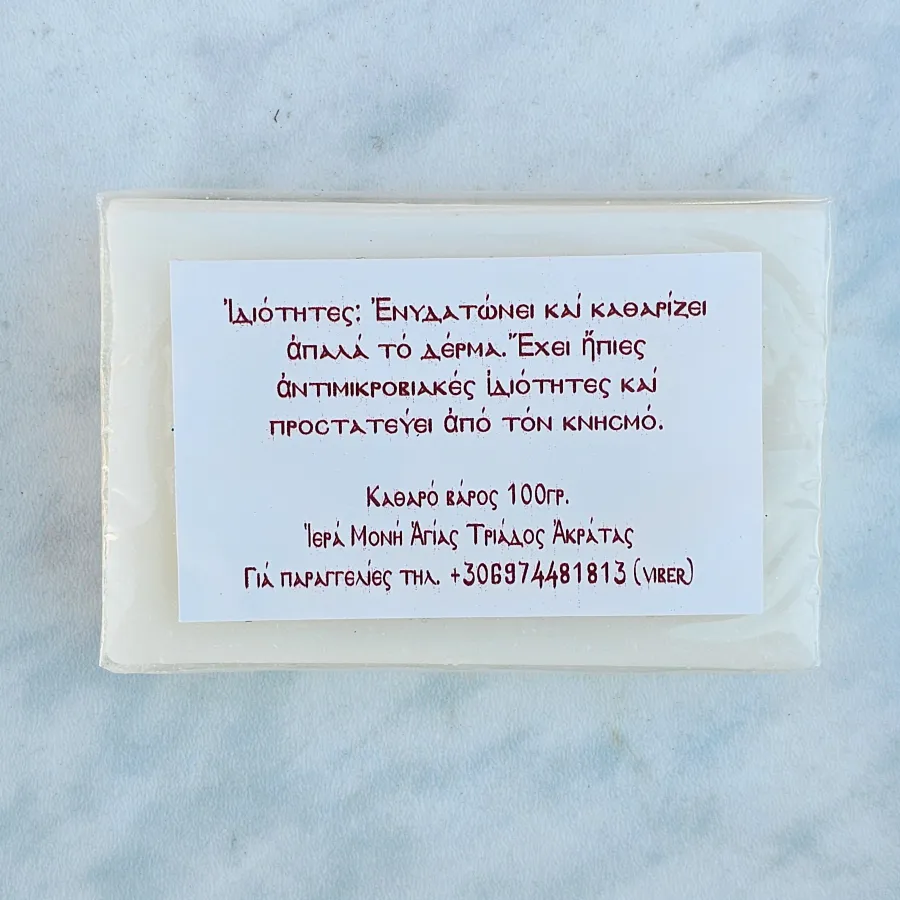 Ἰδιότητες: Ἐνυδατώνει καί καθαρίζει
ἁπαλά τό δέρμα. Ἔχει ἤπιες
ἀντιμικροβιακές ἰδιότητες καί
προστατεύει ἀπό τόν κνησμό.
Καθαρό βάρος 100γρ.
Ἱερά Μονή Ἁγίας Τριάδος Ἀκράτας
Γιά παραγγελίες τηλ. +306974481813 (VIBER)